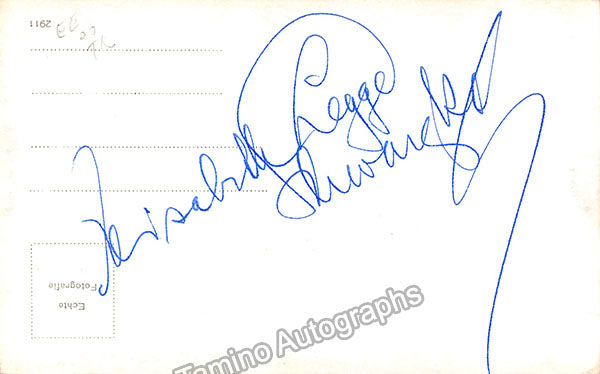 2911
Elisabeth Legge
Schwarzkopf
Echte
Fotografie
Tamino Autographs